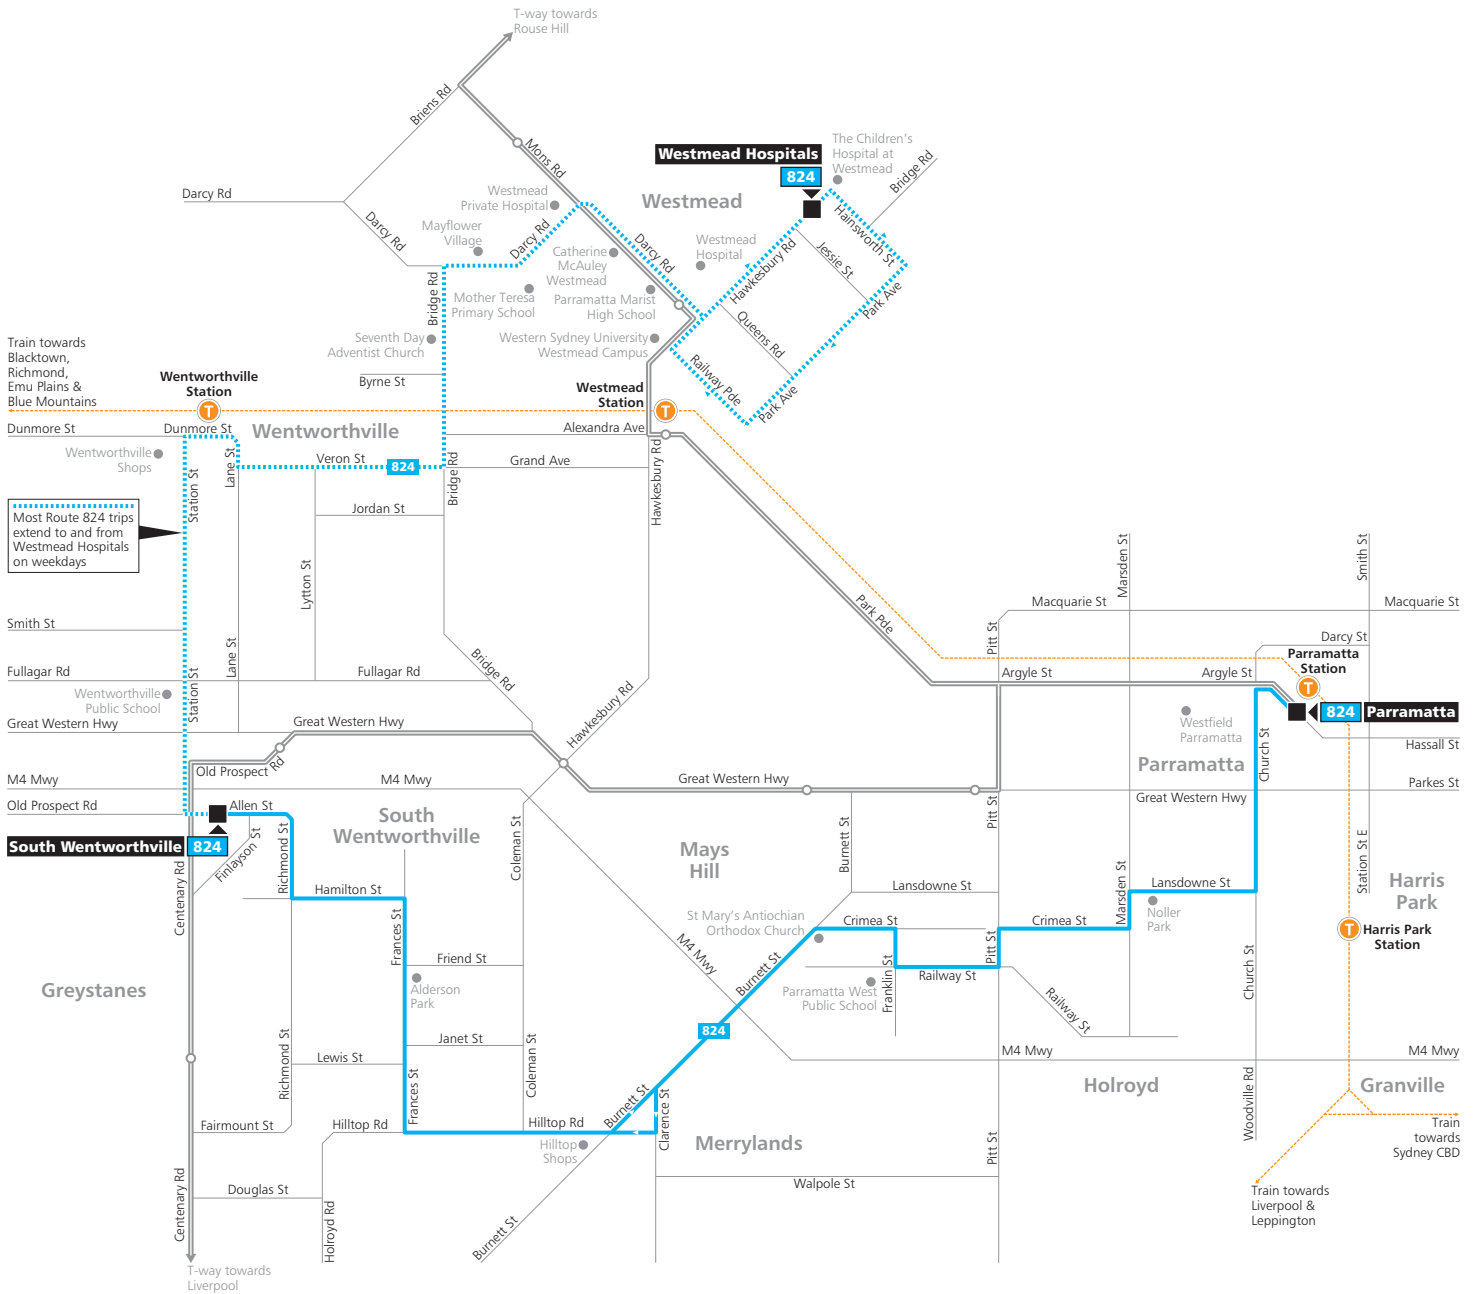 T-way towards
Rouse Hill
Briens Rd
Mons Rd
Westmead Hospitals
824
The Children's
Hospital at
Westmead
Bridge Rd
Darcy Rd
Westmead
Private Hospital
Westmead
Hainsworth St
Mayflower
Village
Darcy Rd
Darcy Rd
Catherine
McAuley
Westmead
Darcy Rd
Westmead
Hospital
Hawkesbury Rd
Jessie St
Park Ave
Bridge Rd
Mother Teresa
Primary School
Parramatta Marist
High School
Queens Rd
Seventh Day
Adventist Church
Western Sydney University
Westmead Campus
Railway Pde
Park Ave
Train towards
Blacktown,
Richmond,
Emu Plains &
Blue Mountains
Wentworthville
Station
T
Byrne St
Westmead
Station
T
Dunmore St
Dunmore St
Wentworthville
Alexandra Ave
Wentworthville
Shops
Station St
Lane St
Veron St
824
Bridge Rd
Grand Ave
Hawkesbury Rd
Most Route 824 trips
extend to and from
Westmead Hospitals
on weekdays
Jordan St
Lytton St
Marsden St
Smith St
Park Pde
Macquarie St
Macquarie St
Smith St
Lane St
Pitt St
Darcy St
Parramatta
Station
T
Fullagar Rd
Fullagar Rd
Bridge Rd
Argyle St
Argyle St
Wentworthville
Public School
Station St
Hawkesbury Rd
Westfield
Parramatta
824
Parramatta
Great Western Hwy
Great Western Hwy
Church St
Hassall St
Old Prospect Rd
Parramatta
M4 Mwy
M4 Mwy
Great Western Hwy
Parkes St
Great Western Hwy
Old Prospect Rd
Allen St
South
Wentworthville
Pitt St
South Wentworthville
824
Finlayson St
Richmond St
Coleman St
Burnett St
Mays
Hill
Station St E
Centenary Rd
Hamilton St
Lansdowne St
Marsden St
Lansdowne St
Harris
Park
Frances St
St Mary's Antiochian
Orthodox Church
Crimea St
Crimea St
Noller
Park
T
Harris Park
Station
M4 Mwy
Pitt St
Friend St
Burnett St
Church St
Greystanes
Alderson
Park
Parramatta West
Public School
Franklin St
Railway St
Railway St
824
Richmond St
Janet St
Coleman St
Lewis St
M4 Mwy
M4 Mwy
Frances St
Burnett St
Clarence St
Holroyd
Woodville Rd
Granville
Fairmount St
Hilltop Rd
Hilltop Rd
Hilltop
Shops
Merrylands
Pitt St
Train
towards
Sydney CBD
Centenary Rd
Douglas St
Holroyd Rd
Walpole St
Train towards
Liverpool &
Leppington
Burnett St
T-way towards
Liverpool